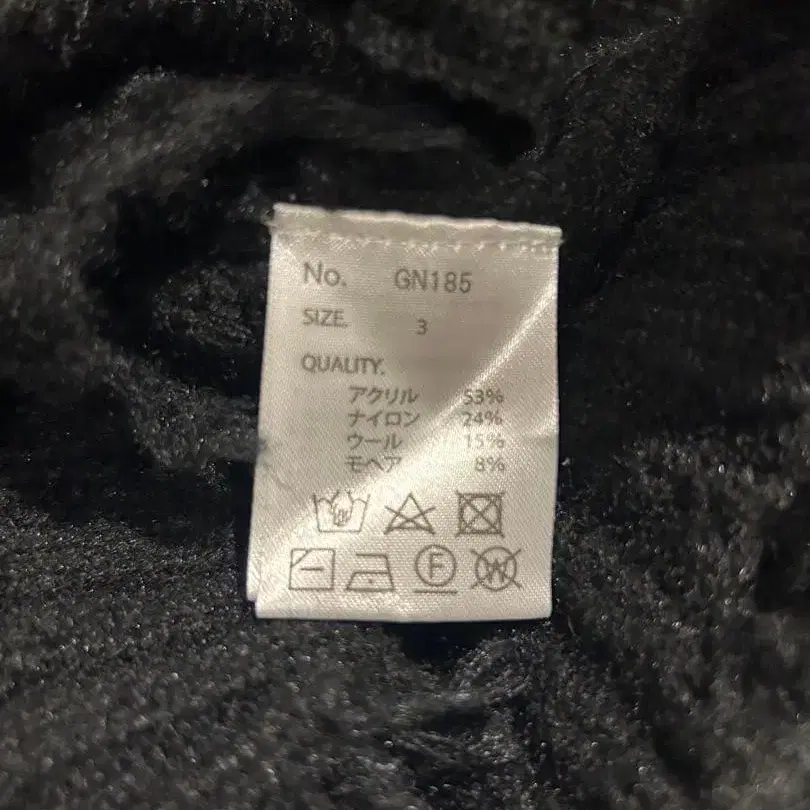 No. GN185
SIZE. 3
QUALITY.
アクリル 53%
ナイロン 24%
ウール 15%
モヘア 8%
F W